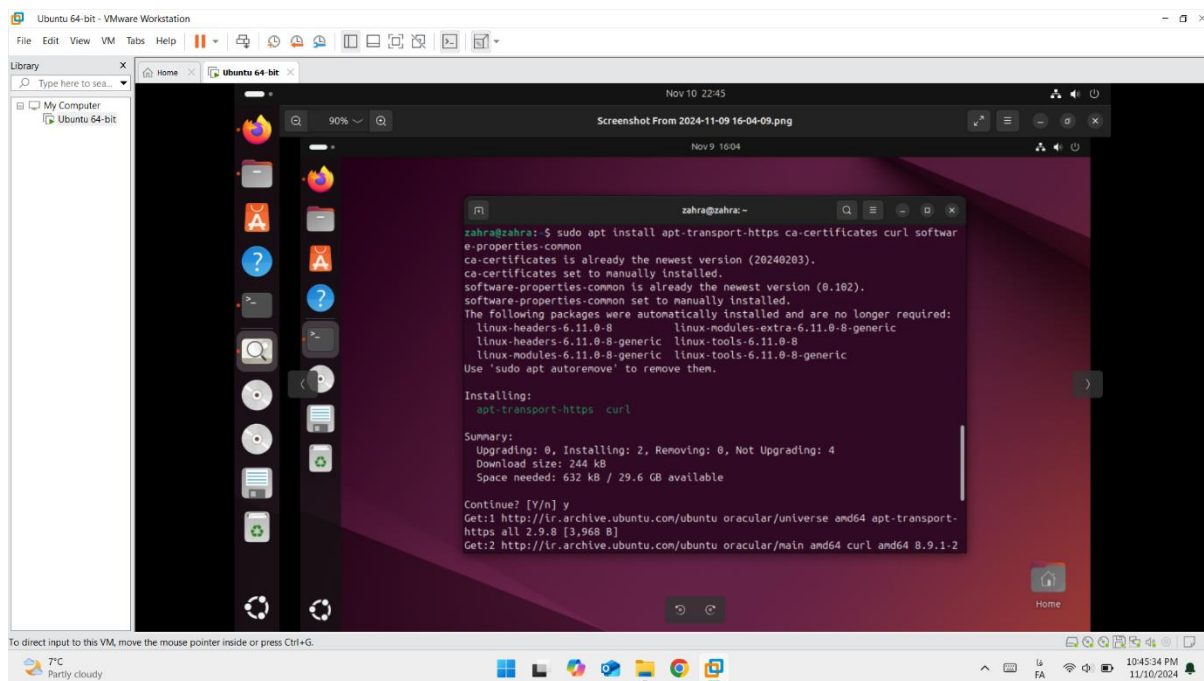 Ubuntu 64-bit - VMware Workstation
File Edit View VM Tabs Help
Library X
Type here to sea...
My Computer
Ubuntu 64-bit
Home
Ubuntu 64-bit
Nov 10 22:45
90%
Screenshot From 2024-11-09 16-04-09.png
Nov 9 16:04
zahra@zahra: ~
zahra@zahra:~$ sudo apt install apt-transport-https ca-certificates curl softwar
e-properties-common
ca-certificates is already the newest version (20240203).
ca-certificates set to manually installed.
software-properties-common is already the newest version (0.102).
software-properties-common set to manually installed.
The following packages were automatically installed and are no longer required:
linux-headers-6.11.0-8 linux-modules-extra-6.11.0-8-generic
linux-headers-6.11.0-8-generic linux-tools-6.11.0-8
linux-modules-6.11.0-8-generic linux-tools-6.11.0-8-generic
Use 'sudo apt autoremove' to remove them.
Installing:
apt-transport-https curl
Summary:
Upgrading: 0, Installing: 2, Removing: 0, Not Upgrading: 4
Download size: 244 kB
Space needed: 632 kB / 29.6 GB available
Continue? [Y/n] y
Get:1 http://ir.archive.ubuntu.com/ubuntu oracular/universe amd64 apt-transport-
https all 2.9.8 [3,968 B]
Get:2 http://ir.archive.ubuntu.com/ubuntu oracular/main amd64 curl amd64 8.9.1-2
Home
To direct input to this VM, move the mouse pointer inside or press Ctrl+G.
7°C
Partly cloudy
فا
FA
10:45:34 PM
11/10/2024